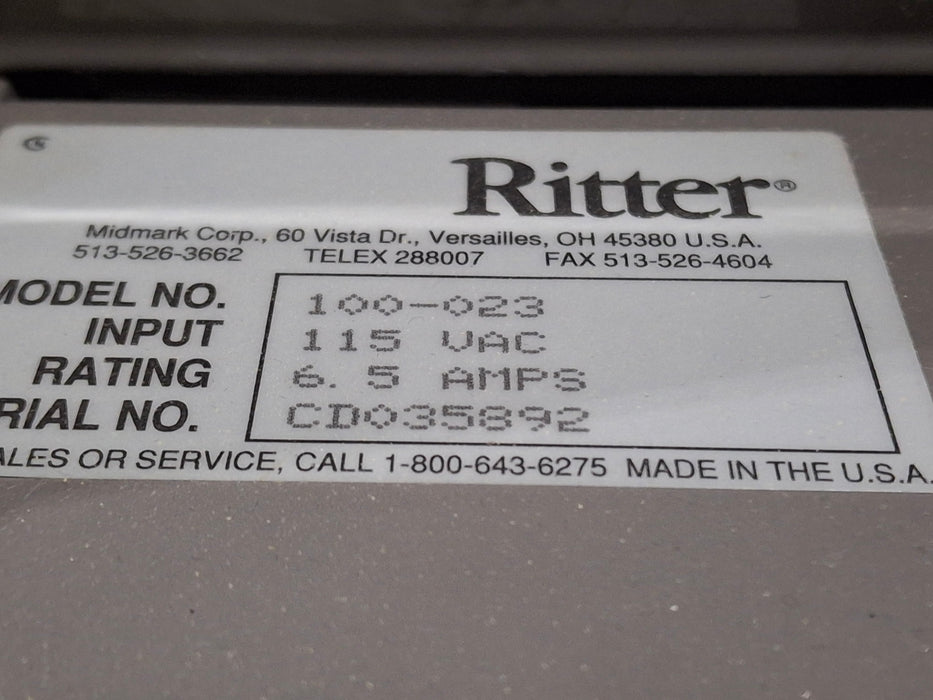 Ritter®
Midmark Corp., 60 Vista Dr., Versailles, OH 45380 U.S.A.
513-526-3662 TELEX 288007 FAX 513-526-4604
MODEL NO. 100-023
INPUT 115 VAC
RATING 6.5 AMPS
RIAL NO. CD035892
ALES OR SERVICE, CALL 1-800-643-6275 MADE IN THE U.S.A.